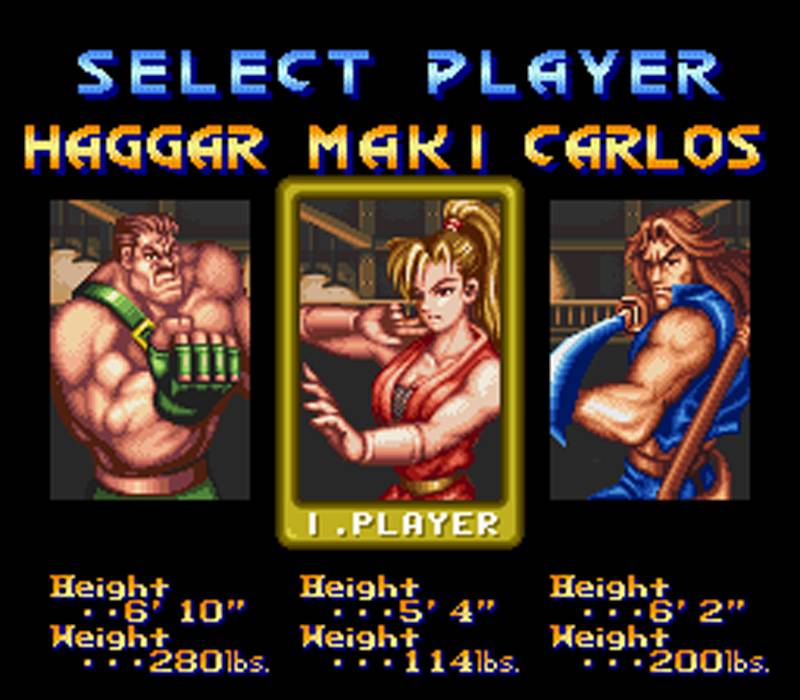 SELECT PLAYER
HAGGAR MAKI CARLOS
1.PLAYER
Height Height Height
..6' 10" ...5' 4" ...6' 2"
Weight Weight Weight
...280lbs. ...114lbs. ...200lbs.